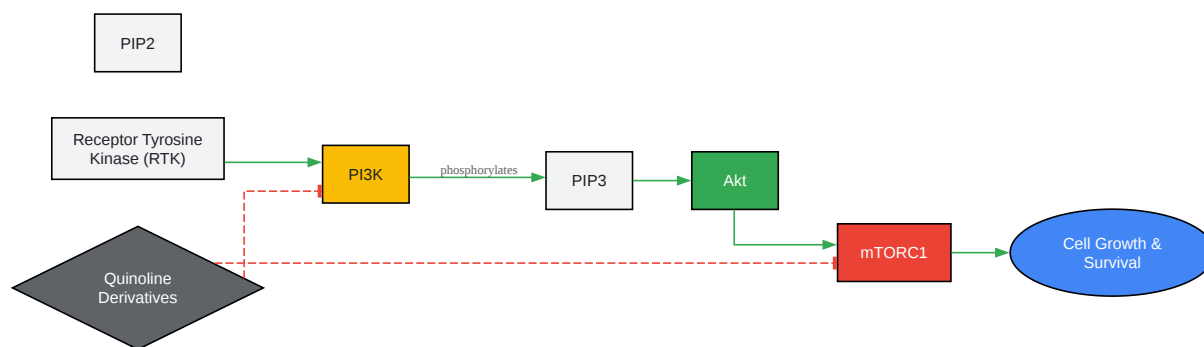 PIP2
Receptor Tyrosine
Kinase (RTK)
PI3K
phosphorylates
PIP3
Akt
mTORC1
Cell Growth &
Survival
Quinoline
Derivatives